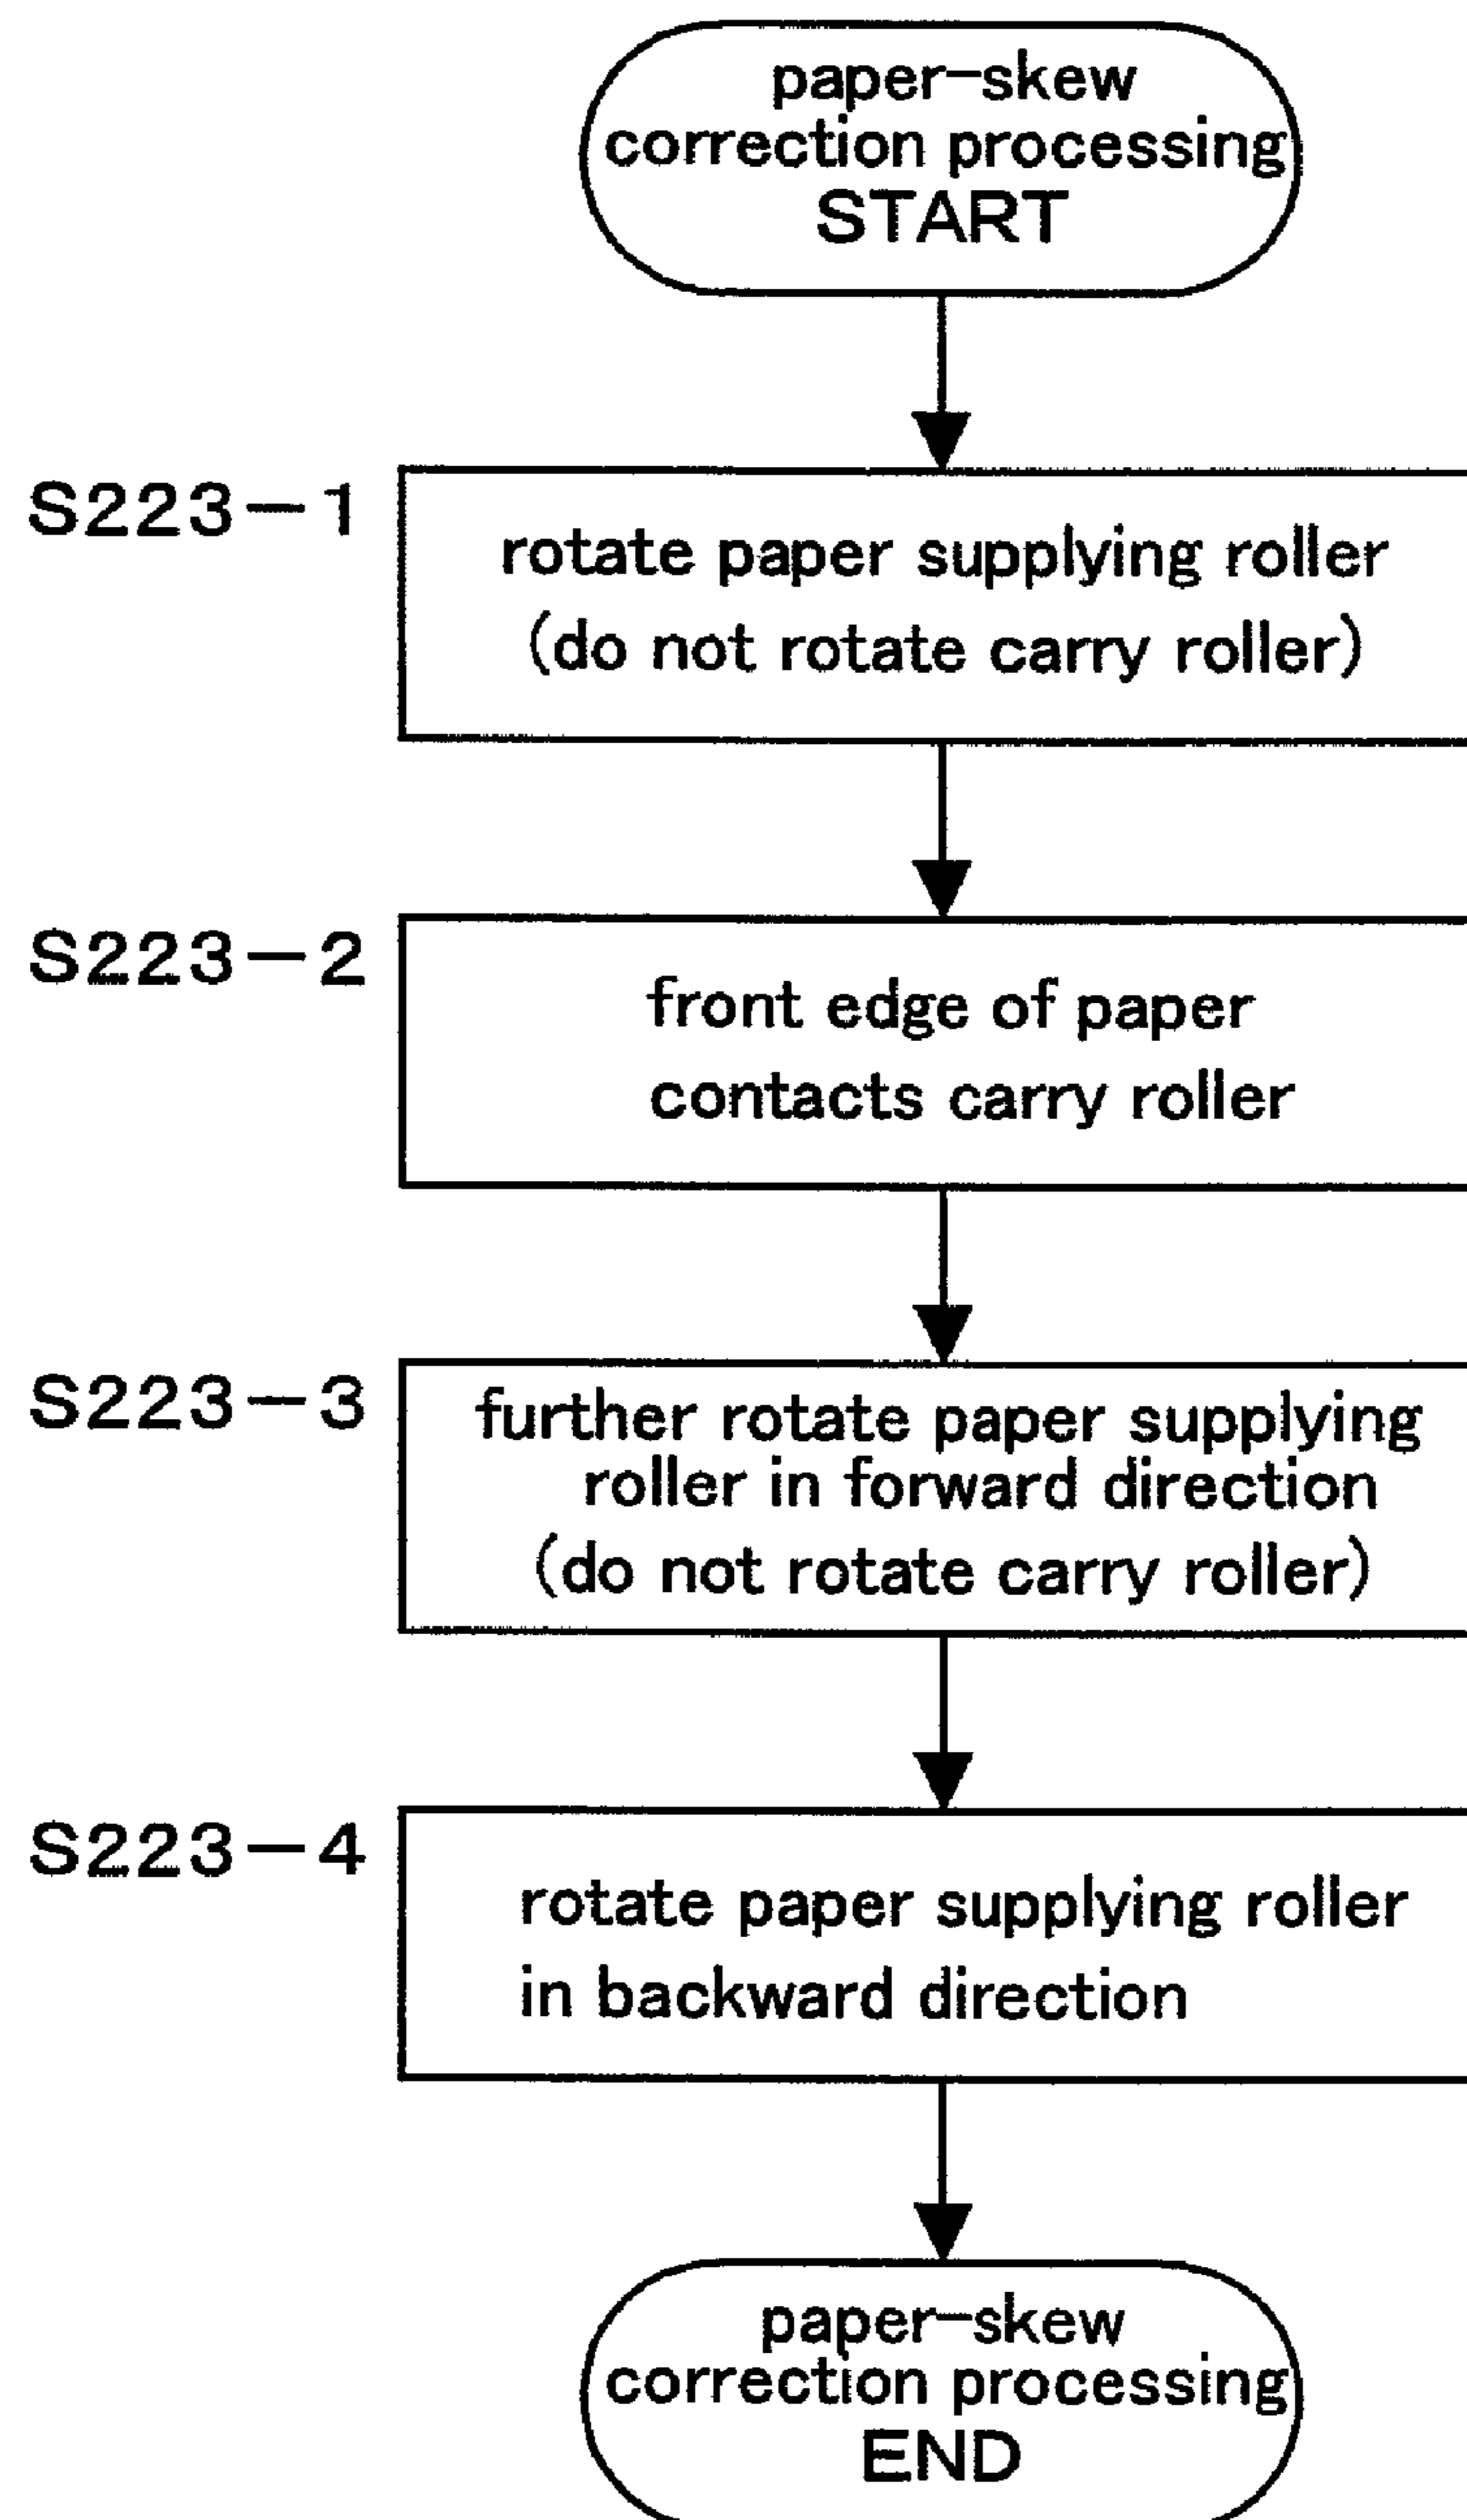 paper-skew
correction processing
START
S223-1
rotate paper supplying roller
(do not rotate carry roller)
S223-2
front edge of paper
contacts carry roller
S223-3
further rotate paper supplying
roller in forward direction
(do not rotate carry roller)
S223-4
rotate paper supplying roller
in backward direction
paper-skew
correction processing
END